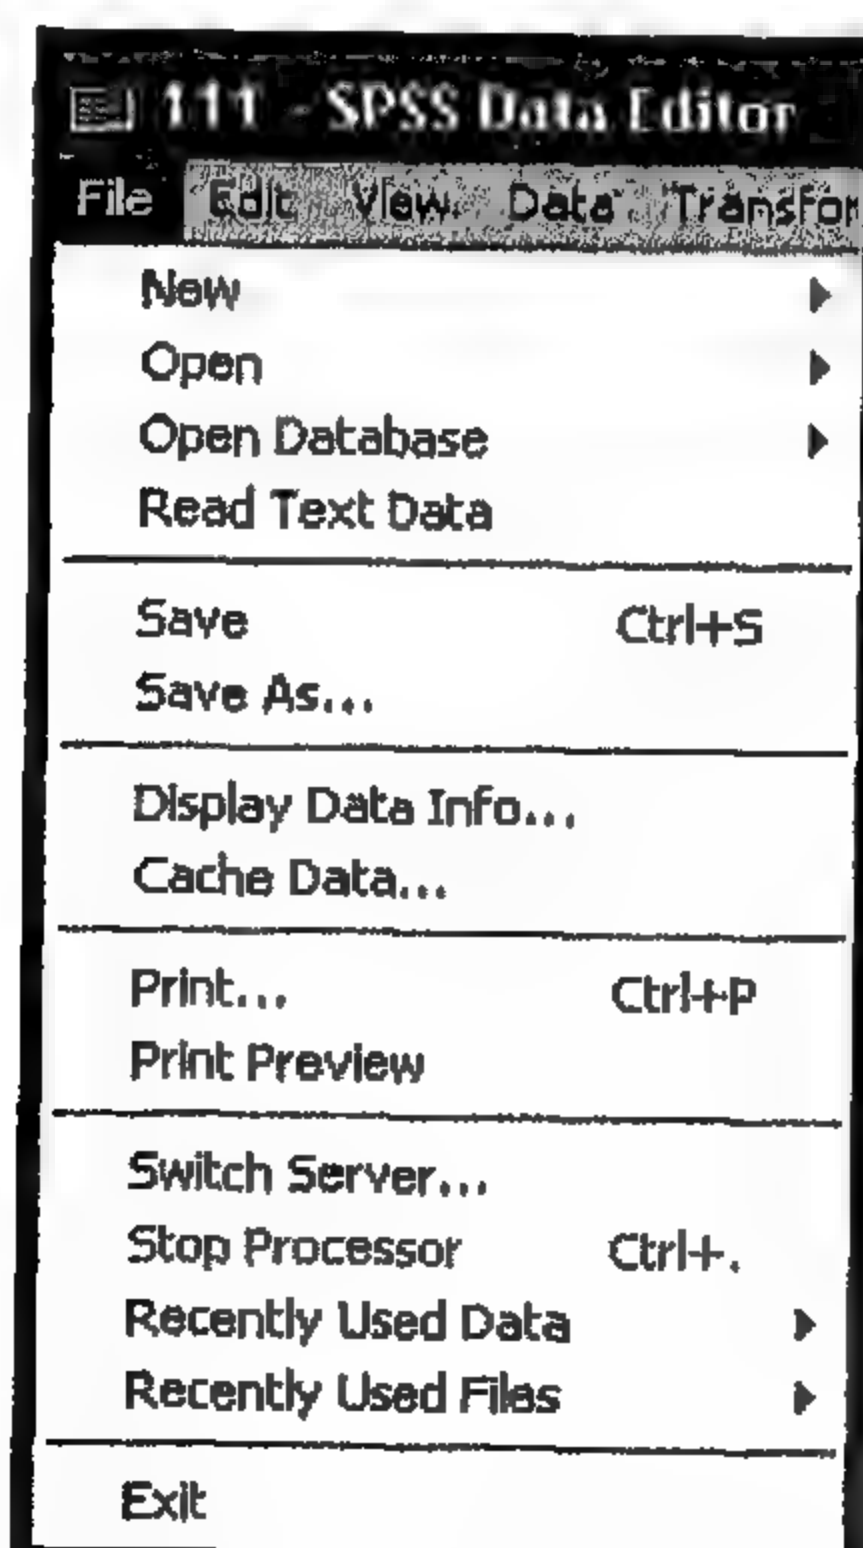 111 - SPSS Data Editor
File Edit View Data Transfor
New
Open
Open Database
Read Text Data
Save Ctrl+S
Save As...
Display Data Info...
Cache Data...
Print... Ctrl+P
Print Preview
Switch Server...
Stop Processor Ctrl+.
Recently Used Data
Recently Used Files
Exit